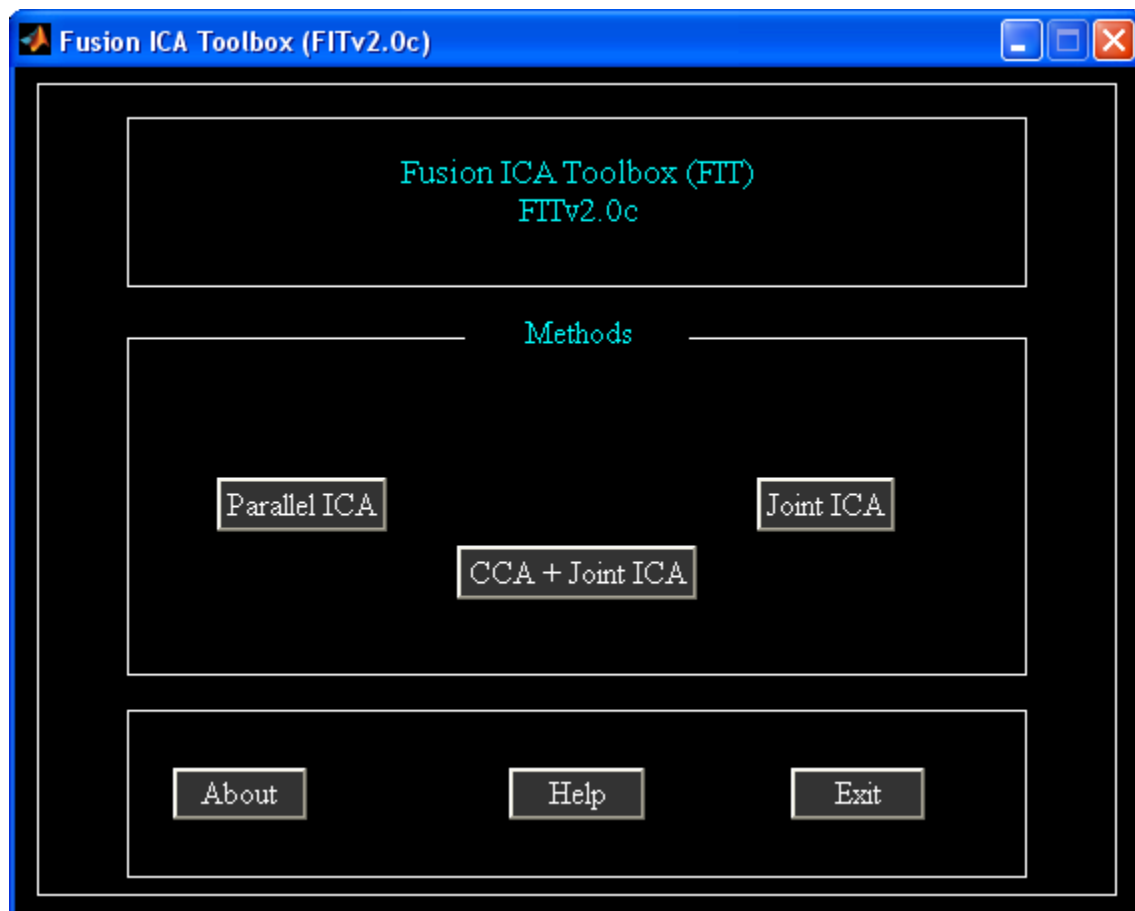 Fusion ICA Toolbox (FITv2.0c)
Fusion ICA Toolbox (FIT)
FITv2.0c
Methods
Parallel ICA
Joint ICA
CCA + Joint ICA
About
Help
Exit